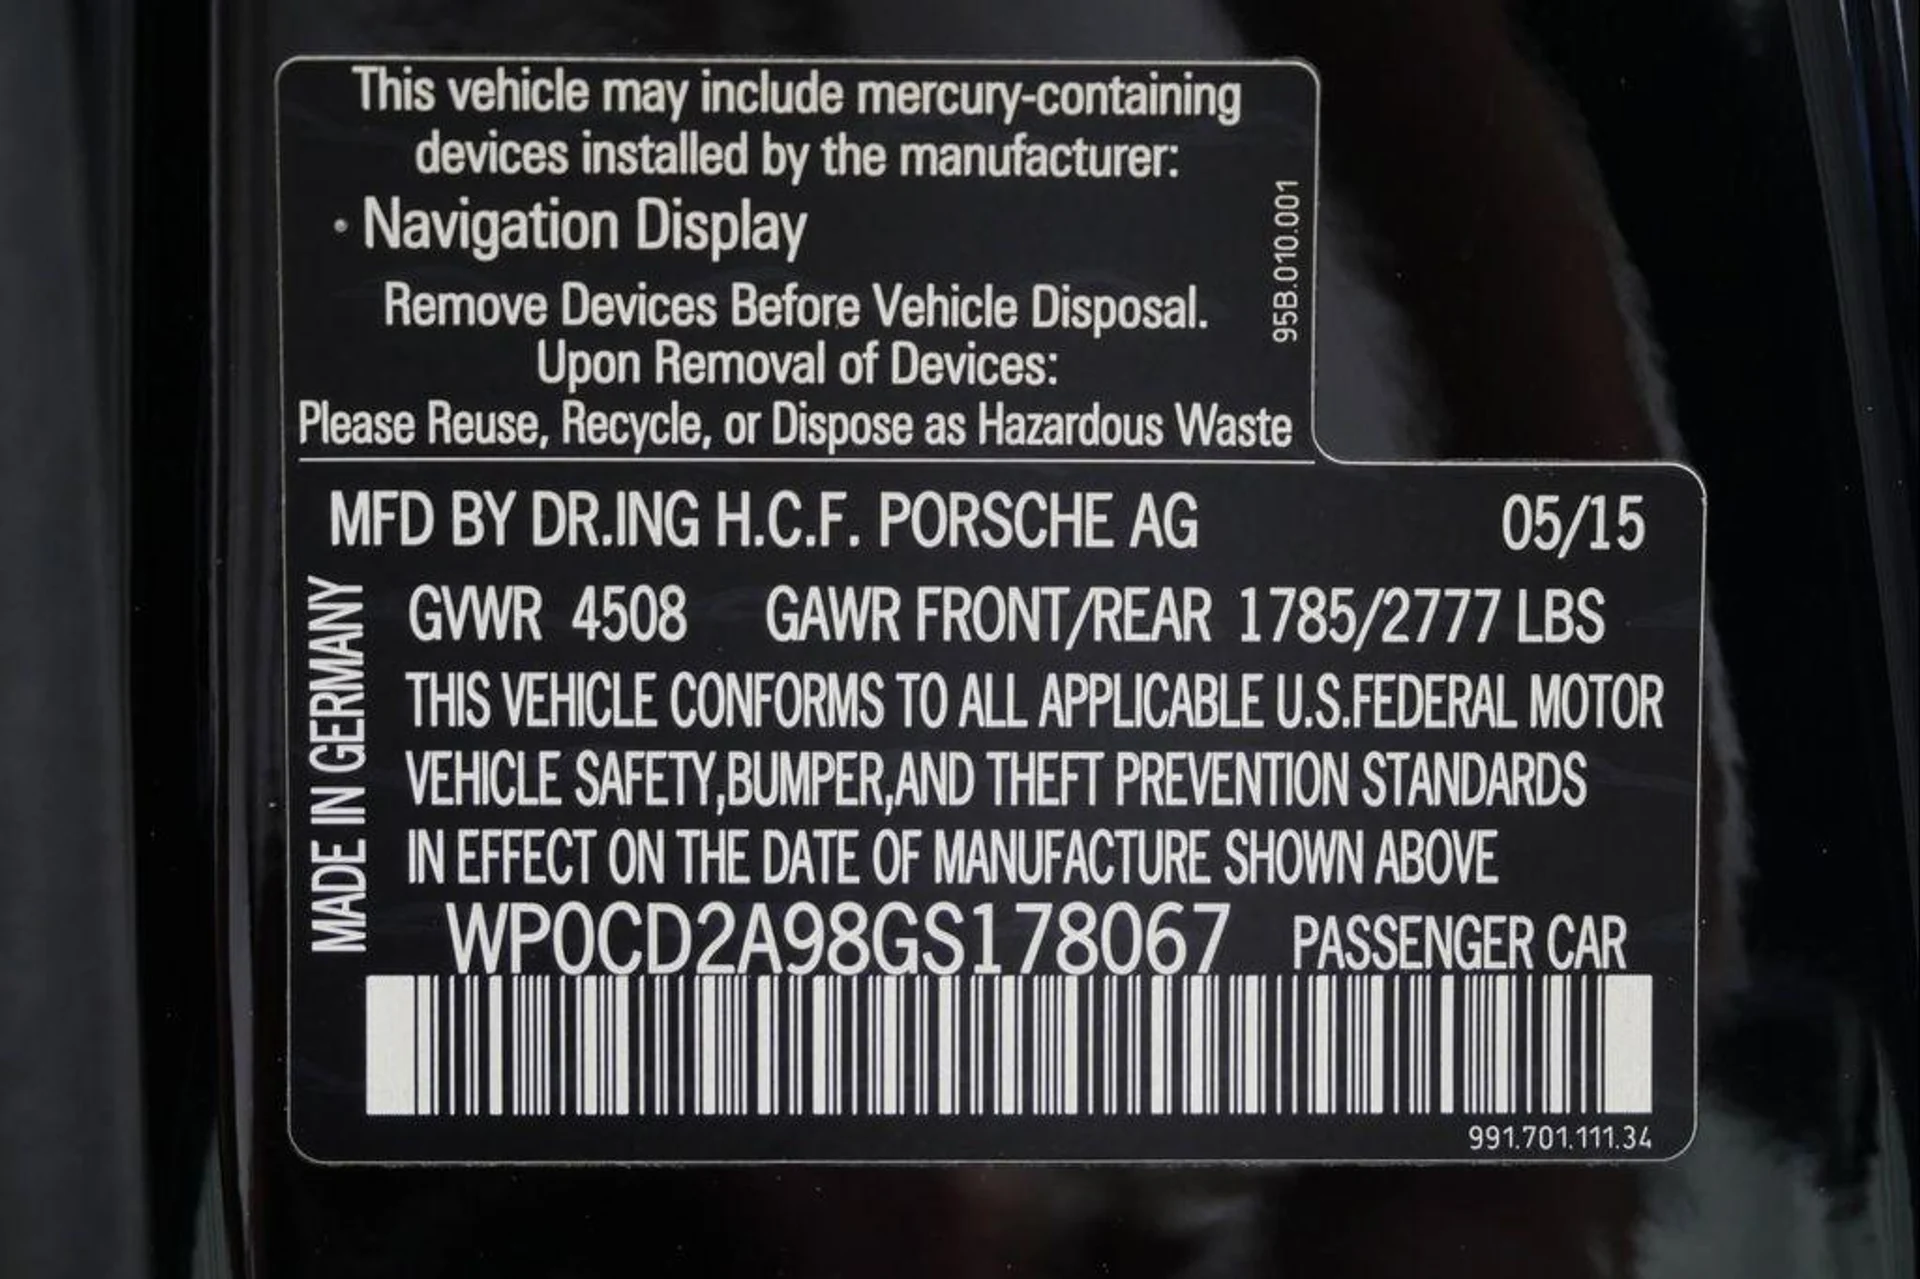 This vehicle may include mercury-containing
devices installed by the manufacturer:
• Navigation Display
Remove Devices Before Vehicle Disposal.
Upon Removal of Devices:
Please Reuse, Recycle, or Dispose as Hazardous Waste
95B.010.001
MFD BY DR.ING H.C.F. PORSCHE AG 05/15
GVWR 4508 GAWR FRONT/REAR 1785/2777 LBS
THIS VEHICLE CONFORMS TO ALL APPLICABLE U.S.FEDERAL MOTOR
VEHICLE SAFETY,BUMPER,AND THEFT PREVENTION STANDARDS
IN EFFECT ON THE DATE OF MANUFACTURE SHOWN ABOVE
MADE IN GERMANY
WP0CD2A98GS178067 PASSENGER CAR
991.701.111.34